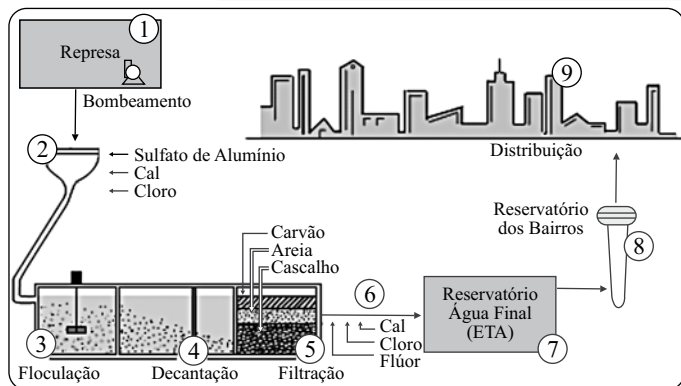 1
Represa
Bombeamento
2
Sulfato de Alumínio
Cal
Cloro
9
Distribuição
Reservatório
dos Bairros
8
Carvão
Areia
Cascalho
6
Cal
Cloro
Flúor
Reservatório
Água Final
(ETA)
7
3
4
5
Floculação
Decantação
Filtração